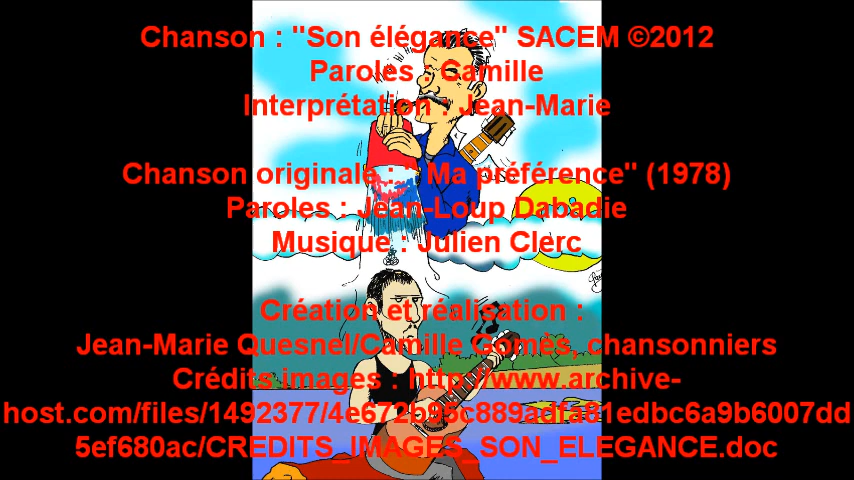 Chanson : "Son élégance" SACEM ©2012
Paroles : Camille
Interprétation : Jean-Marie
Chanson originale : " Ma préférence" (1978)
Paroles : Jean-Loup Dabadie
Musique : Julien Clerc
Création et réalisation :
Jean-Marie Quesnel/Camille Gomès, chansonniers
Crédits images : http://www.archive-
host.com/files/1492377/4e672b95c889adfa81edbc6a9b6007dd
5ef680ac/CREDITS_IMAGES_SON_ELEGANCE.doc